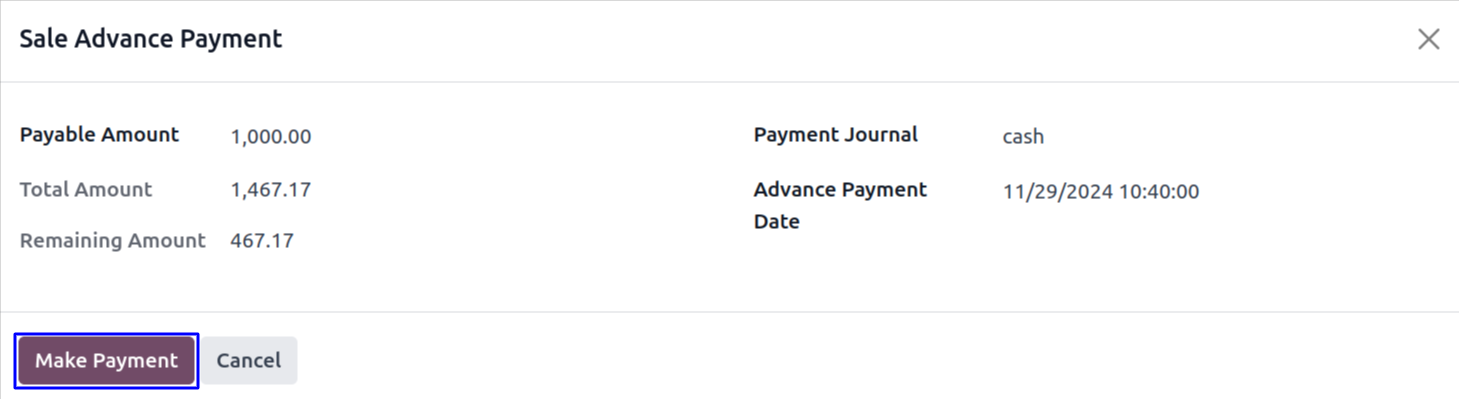 Sale Advance Payment
Payable Amount 1,000.00
Total Amount 1,467.17
Remaining Amount 467.17
Payment Journal cash
Advance Payment 11/29/2024 10:40:00
Date
Make Payment Cancel